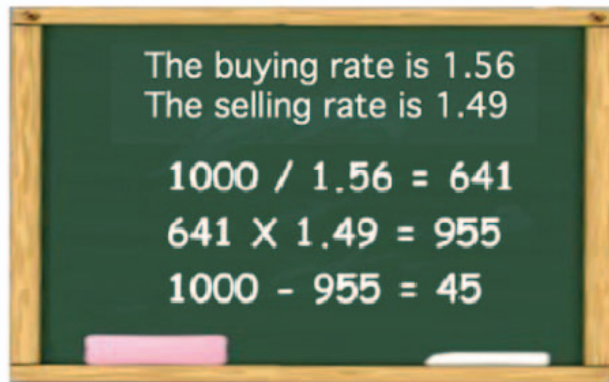 The buying rate is 1.56
The selling rate is 1.49
1000 / 1.56 = 641
641 X 1.49 = 955
1000 - 955 = 45